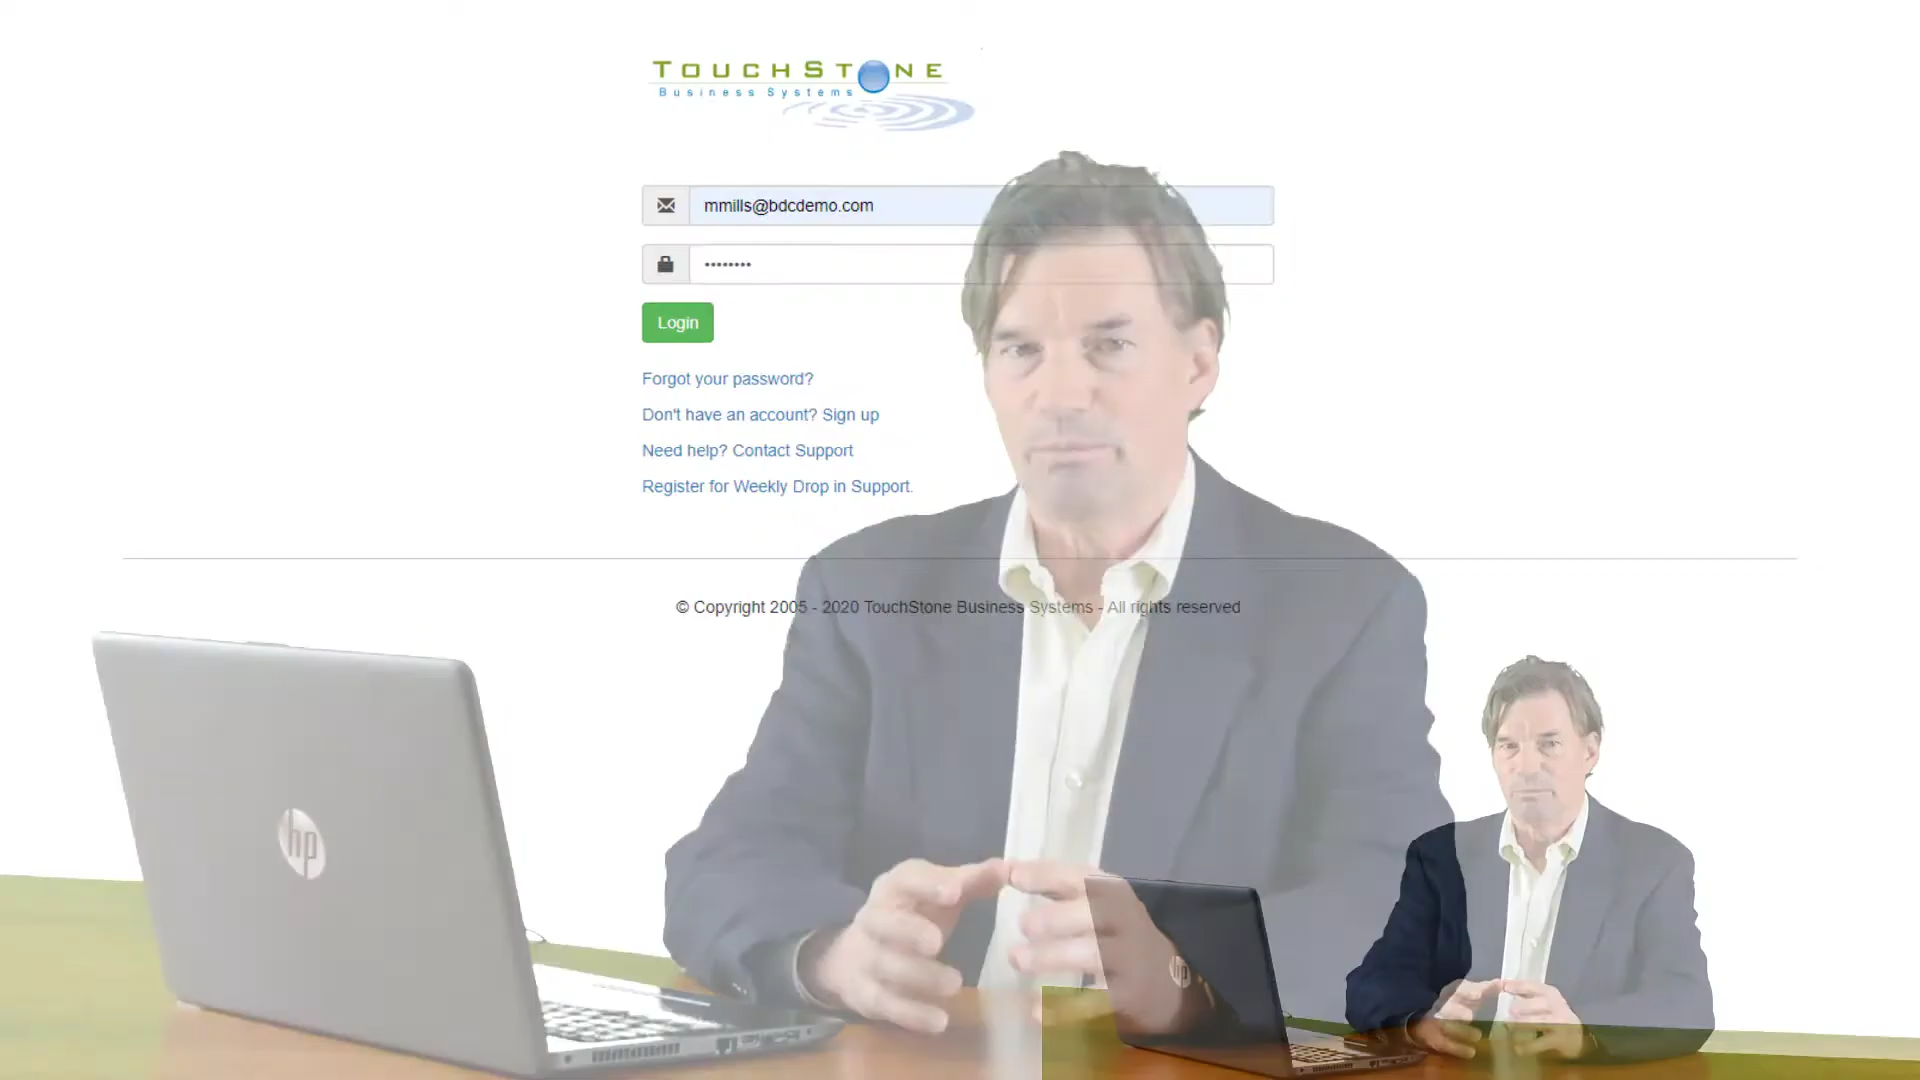 TOUCHSTONE
Business Systems
mmills@bdcdemo.com
••••••••
Login
Forgot your password?
Don't have an account? Sign up
Need help? Contact Support
Register for Weekly Drop in Support.
© Copyright 2005 - 2020 TouchStone Business Systems - All rights reserved
hp
hp